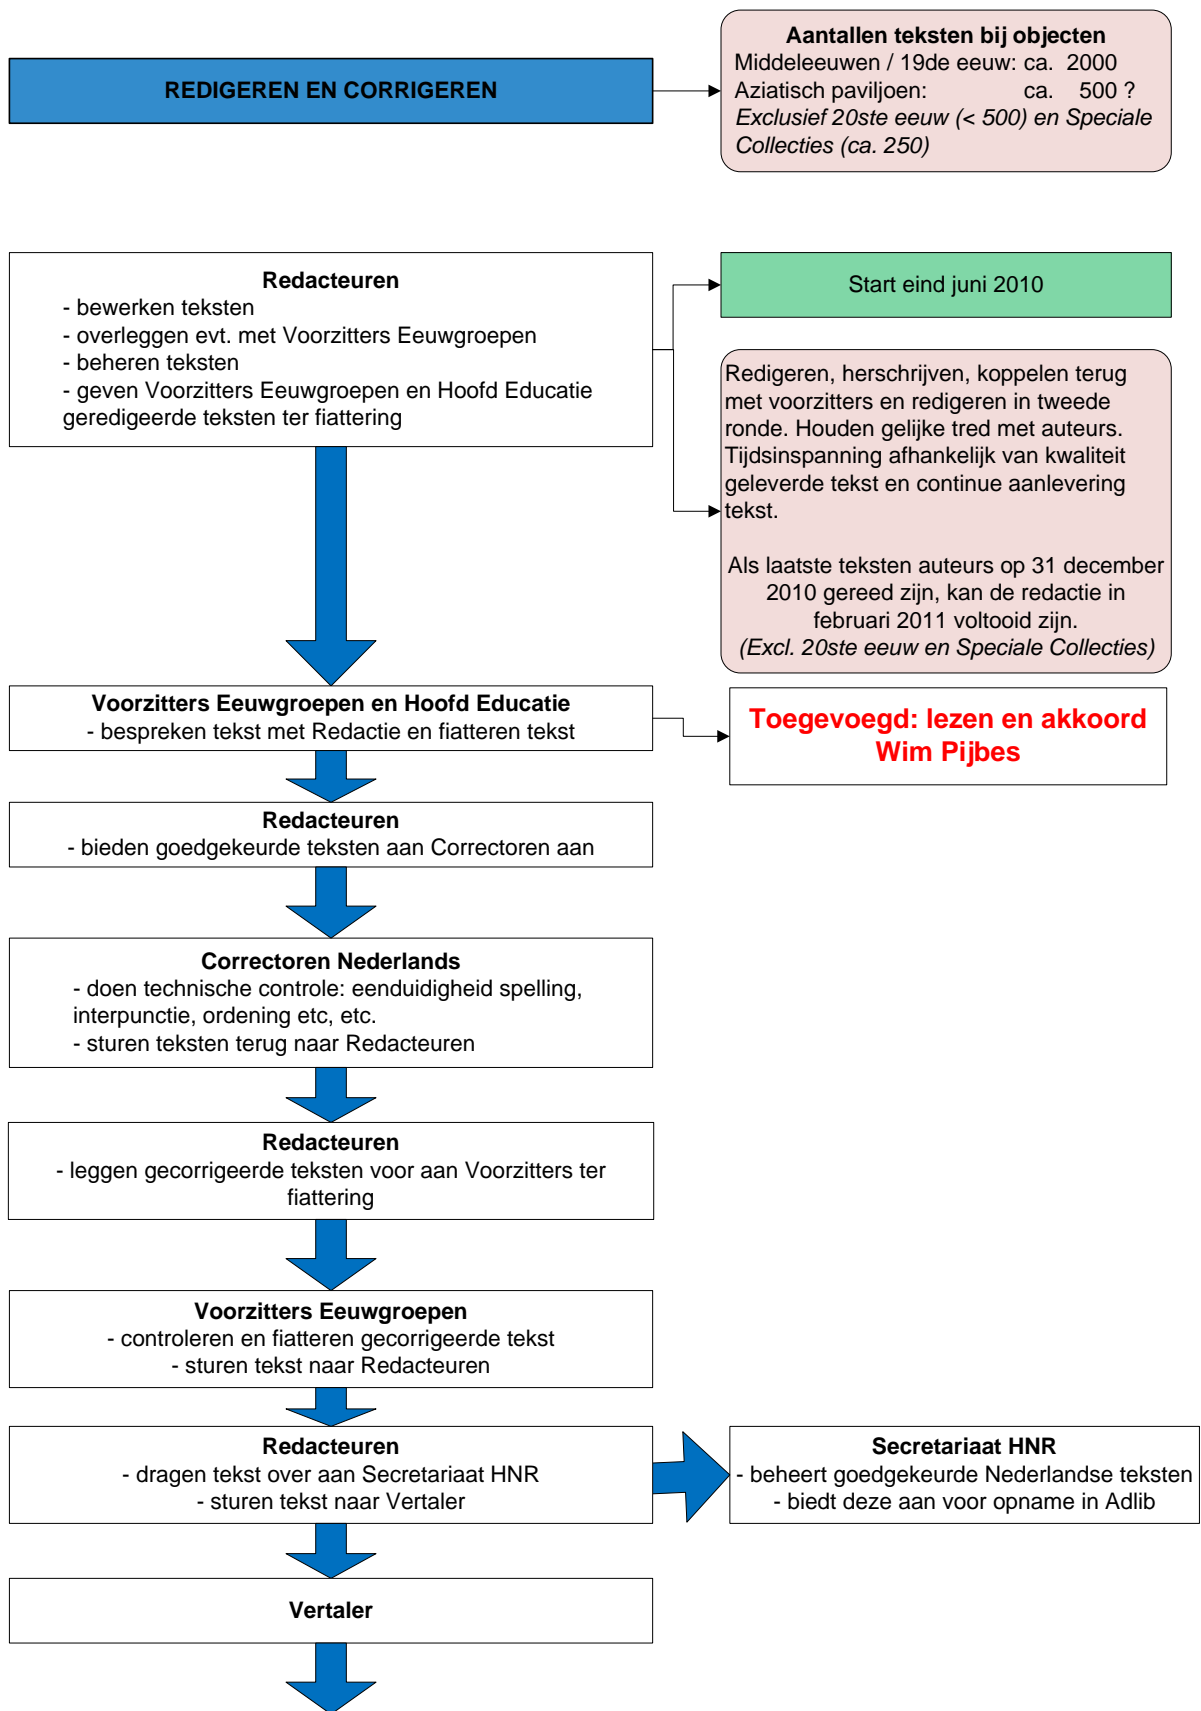 REDIGEREN EN CORRIGEREN
Aantallen teksten bij objecten
Middeleeuwen / 19de eeuw: ca. 2000
Aziatisch paviljoen: ca. 500 ?
Exclusief 20ste eeuw (< 500) en Speciale
Collecties (ca. 250)
Redacteuren
- bewerken teksten
- overleggen evt. met Voorzitters Eeuwgroepen
- beheren teksten
- geven Voorzitters Eeuwgroepen en Hoofd Educatie
geredigeerde teksten ter fiattering
Start eind juni 2010
Redigeren, herschrijven, koppelen terug
met voorzitters en redigeren in tweede
ronde. Houden gelijke tred met auteurs.
Tijdsinspanning afhankelijk van kwaliteit
geleverde tekst en continue aanlevering
tekst.
Als laatste teksten auteurs op 31 december
2010 gereed zijn, kan de redactie in
februari 2011 voltooid zijn.
(Excl. 20ste eeuw en Speciale Collecties)
Voorzitters Eeuwgroepen en Hoofd Educatie
- bespreken tekst met Redactie en fiatteren tekst
Toegevoegd: lezen en akkoord
Wim Pijbes
Redacteuren
- bieden goedgekeurde teksten aan Correctoren aan
Correctoren Nederlands
- doen technische controle: eenduidigheid spelling,
interpunctie, ordening etc, etc.
- sturen teksten terug naar Redacteuren
Redacteuren
- leggen gecorrigeerde teksten voor aan Voorzitters ter
fiattering
Voorzitters Eeuwgroepen
- controleren en fiatteren gecorrigeerde tekst
- sturen tekst naar Redacteuren
Redacteuren
- dragen tekst over aan Secretariaat HNR
- sturen tekst naar Vertaler
Secretariaat HNR
- beheert goedgekeurde Nederlandse teksten
- biedt deze aan voor opname in Adlib
Vertaler